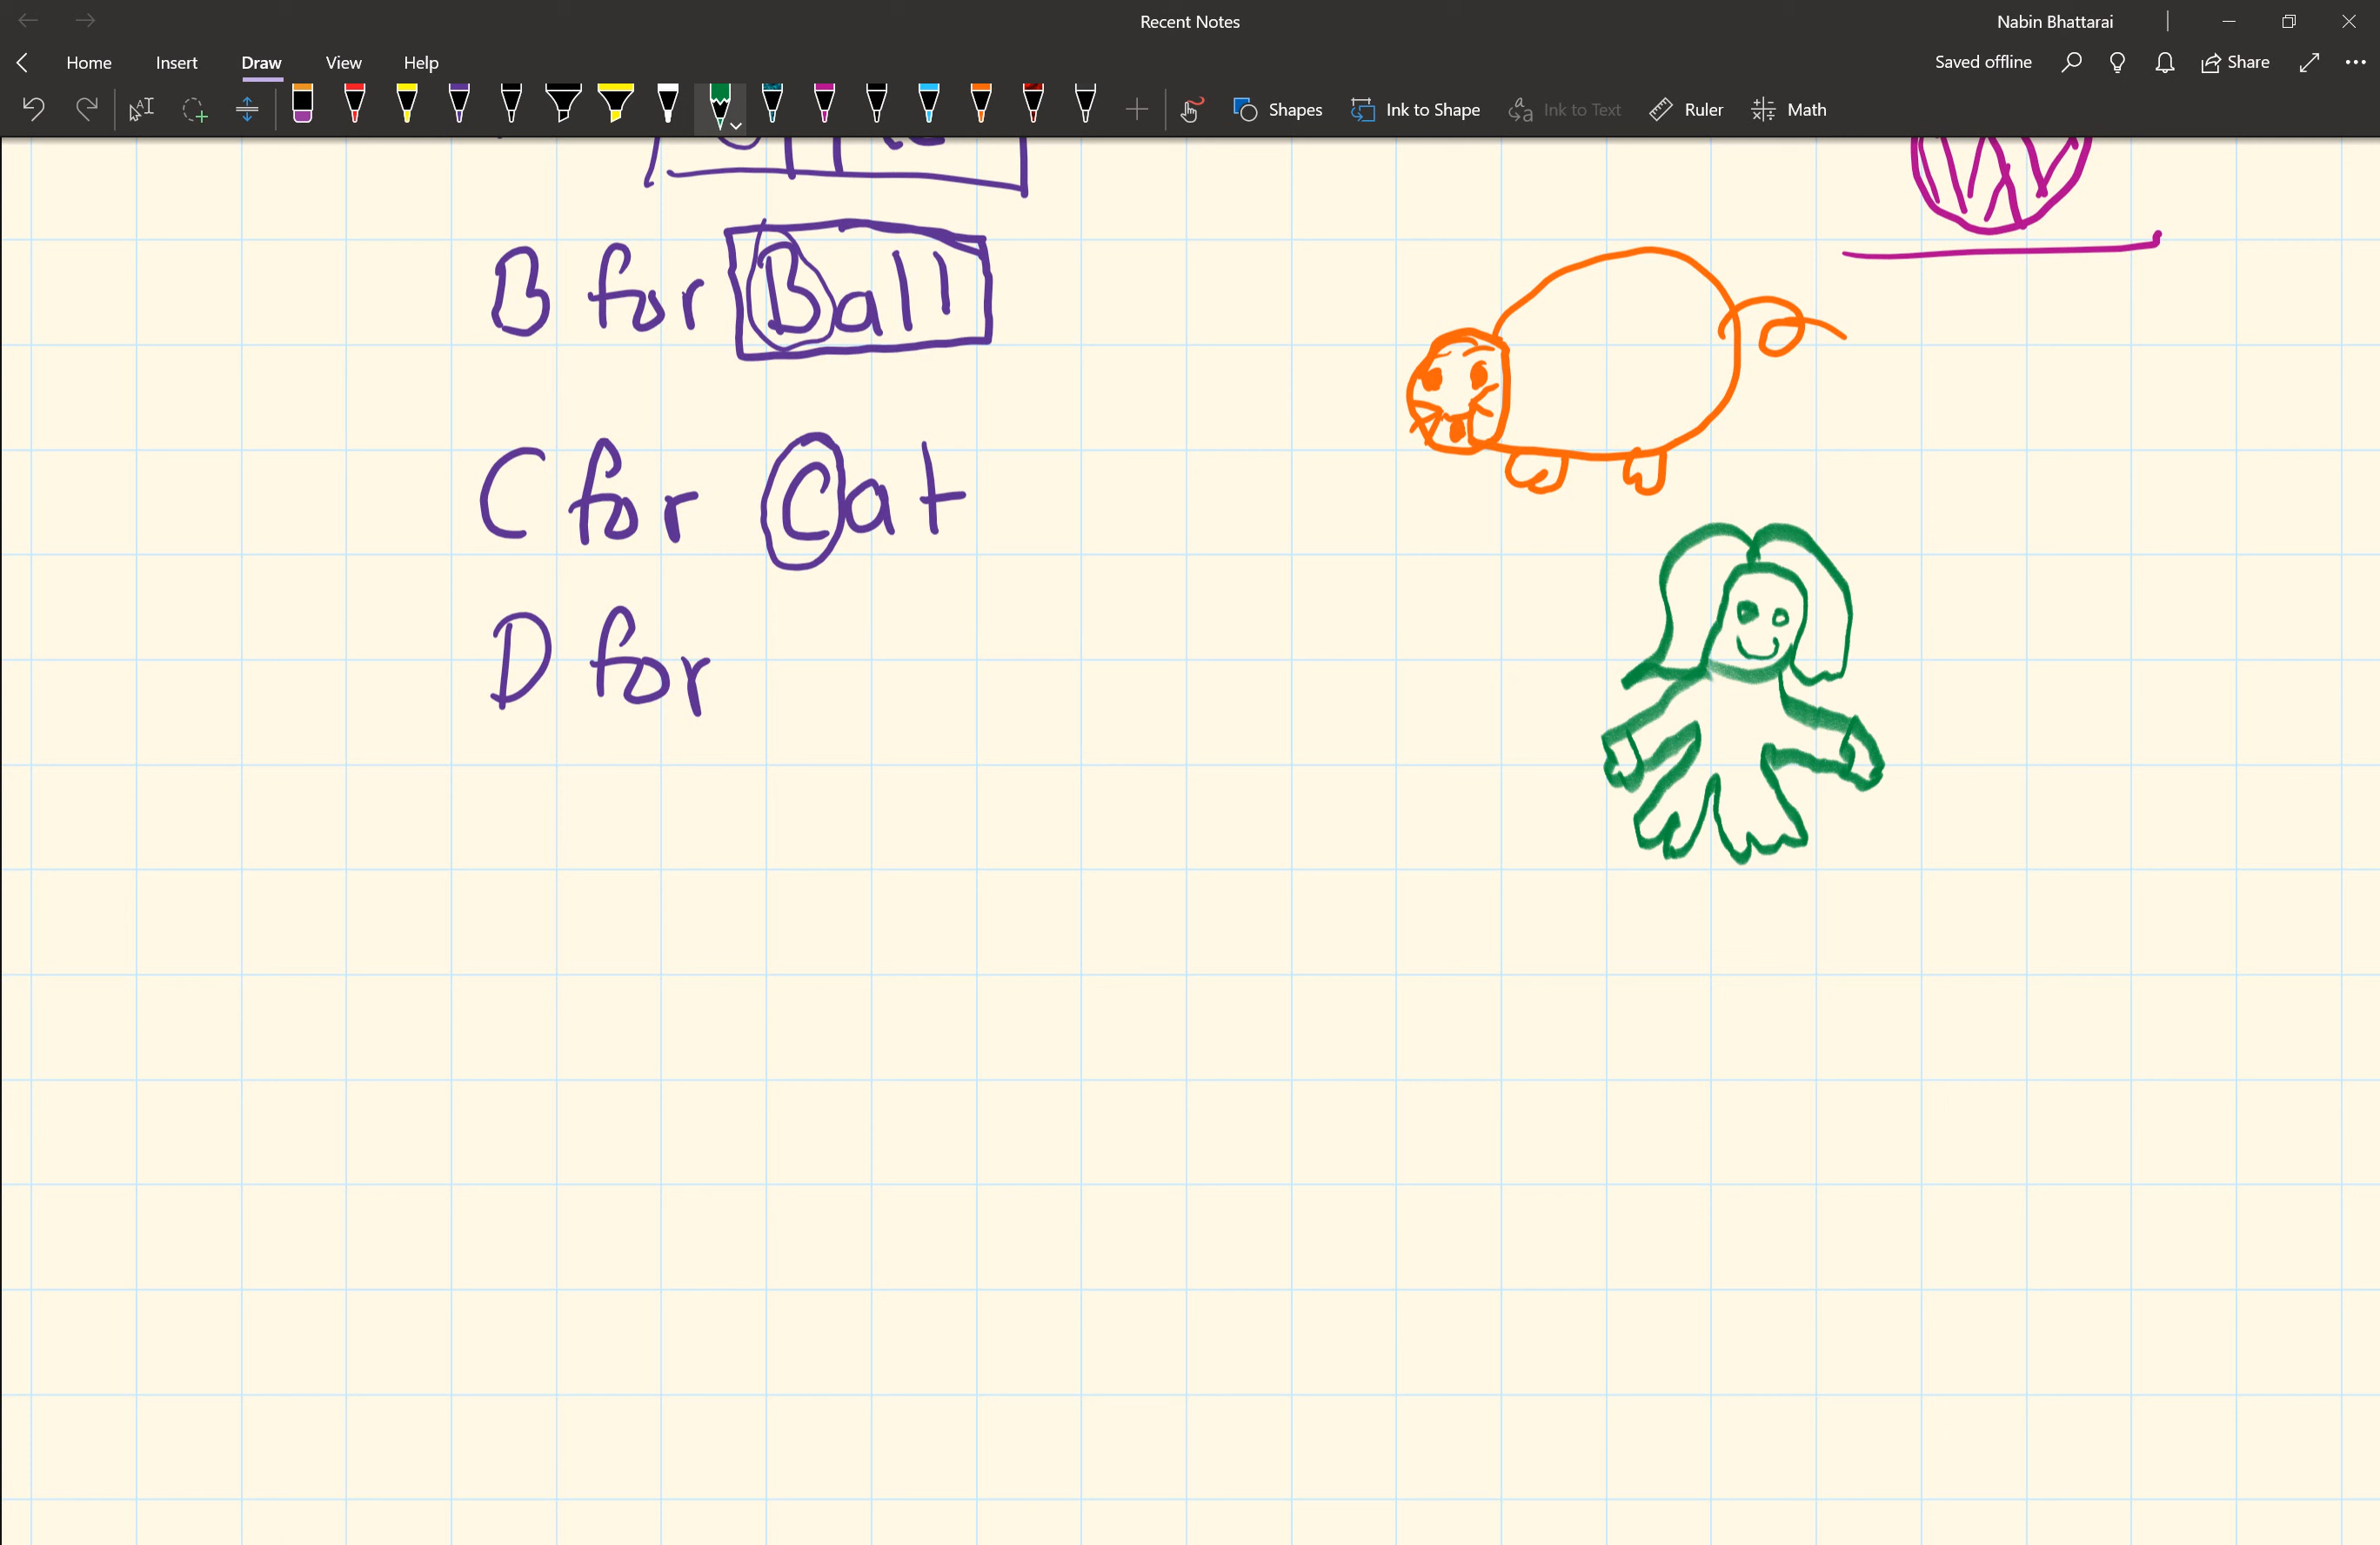 Recent Notes
Nabin Bhattarai
Home Insert Draw View Help
Saved offline
Share
Shapes
Ink to Shape
Ink to Text
Ruler
Math
B for Ball
C for Cat
D for